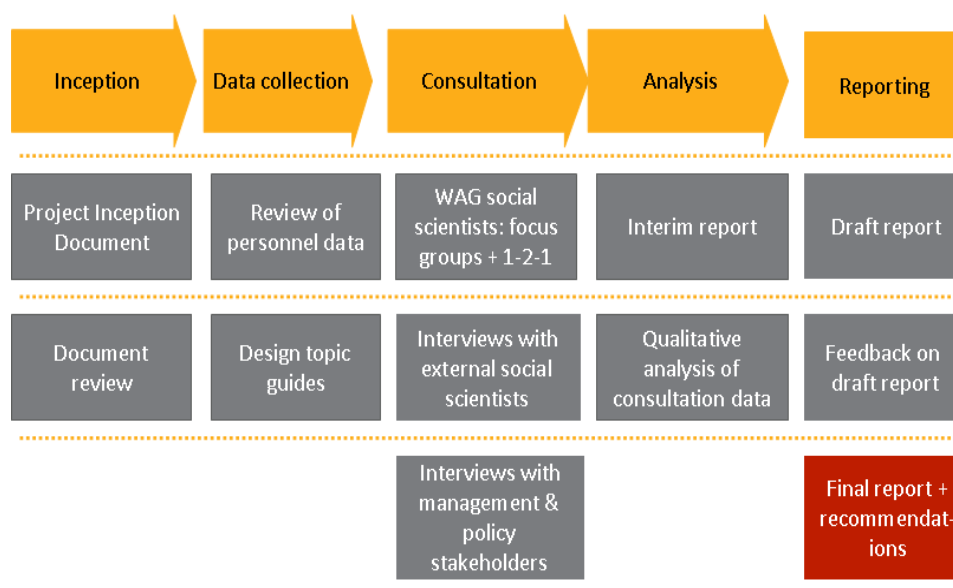 Inception
Data collection
Consultation
Analysis
Reporting
Project Inception
Document
Review of
personnel data
WAG social
scientists: focus
groups + 1-2-1
Interim report
Draft report
Document
review
Design topic
guides
Interviews with
external social
scientists
Qualitative
analysis of
consultation data
Feedback on
draft report
Interviews with
management &
policy
stakeholders
Final report +
recommendat-
ions